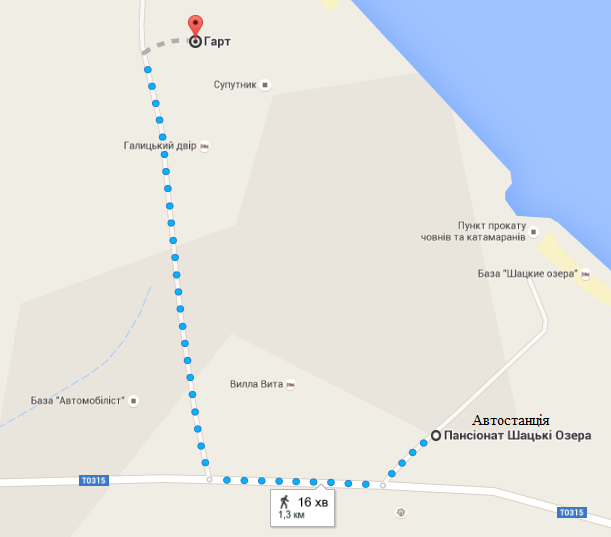 Гарт
Супутник
Галицький двір
Пункт прокату
човнів та катамаранів
База "Шацкие озера"
Вилла Вита
База "Автомобіліст"
Автостанція
Пансіонат Шацькі Озера
Т0315
16 хв
1,3 км
Т0315